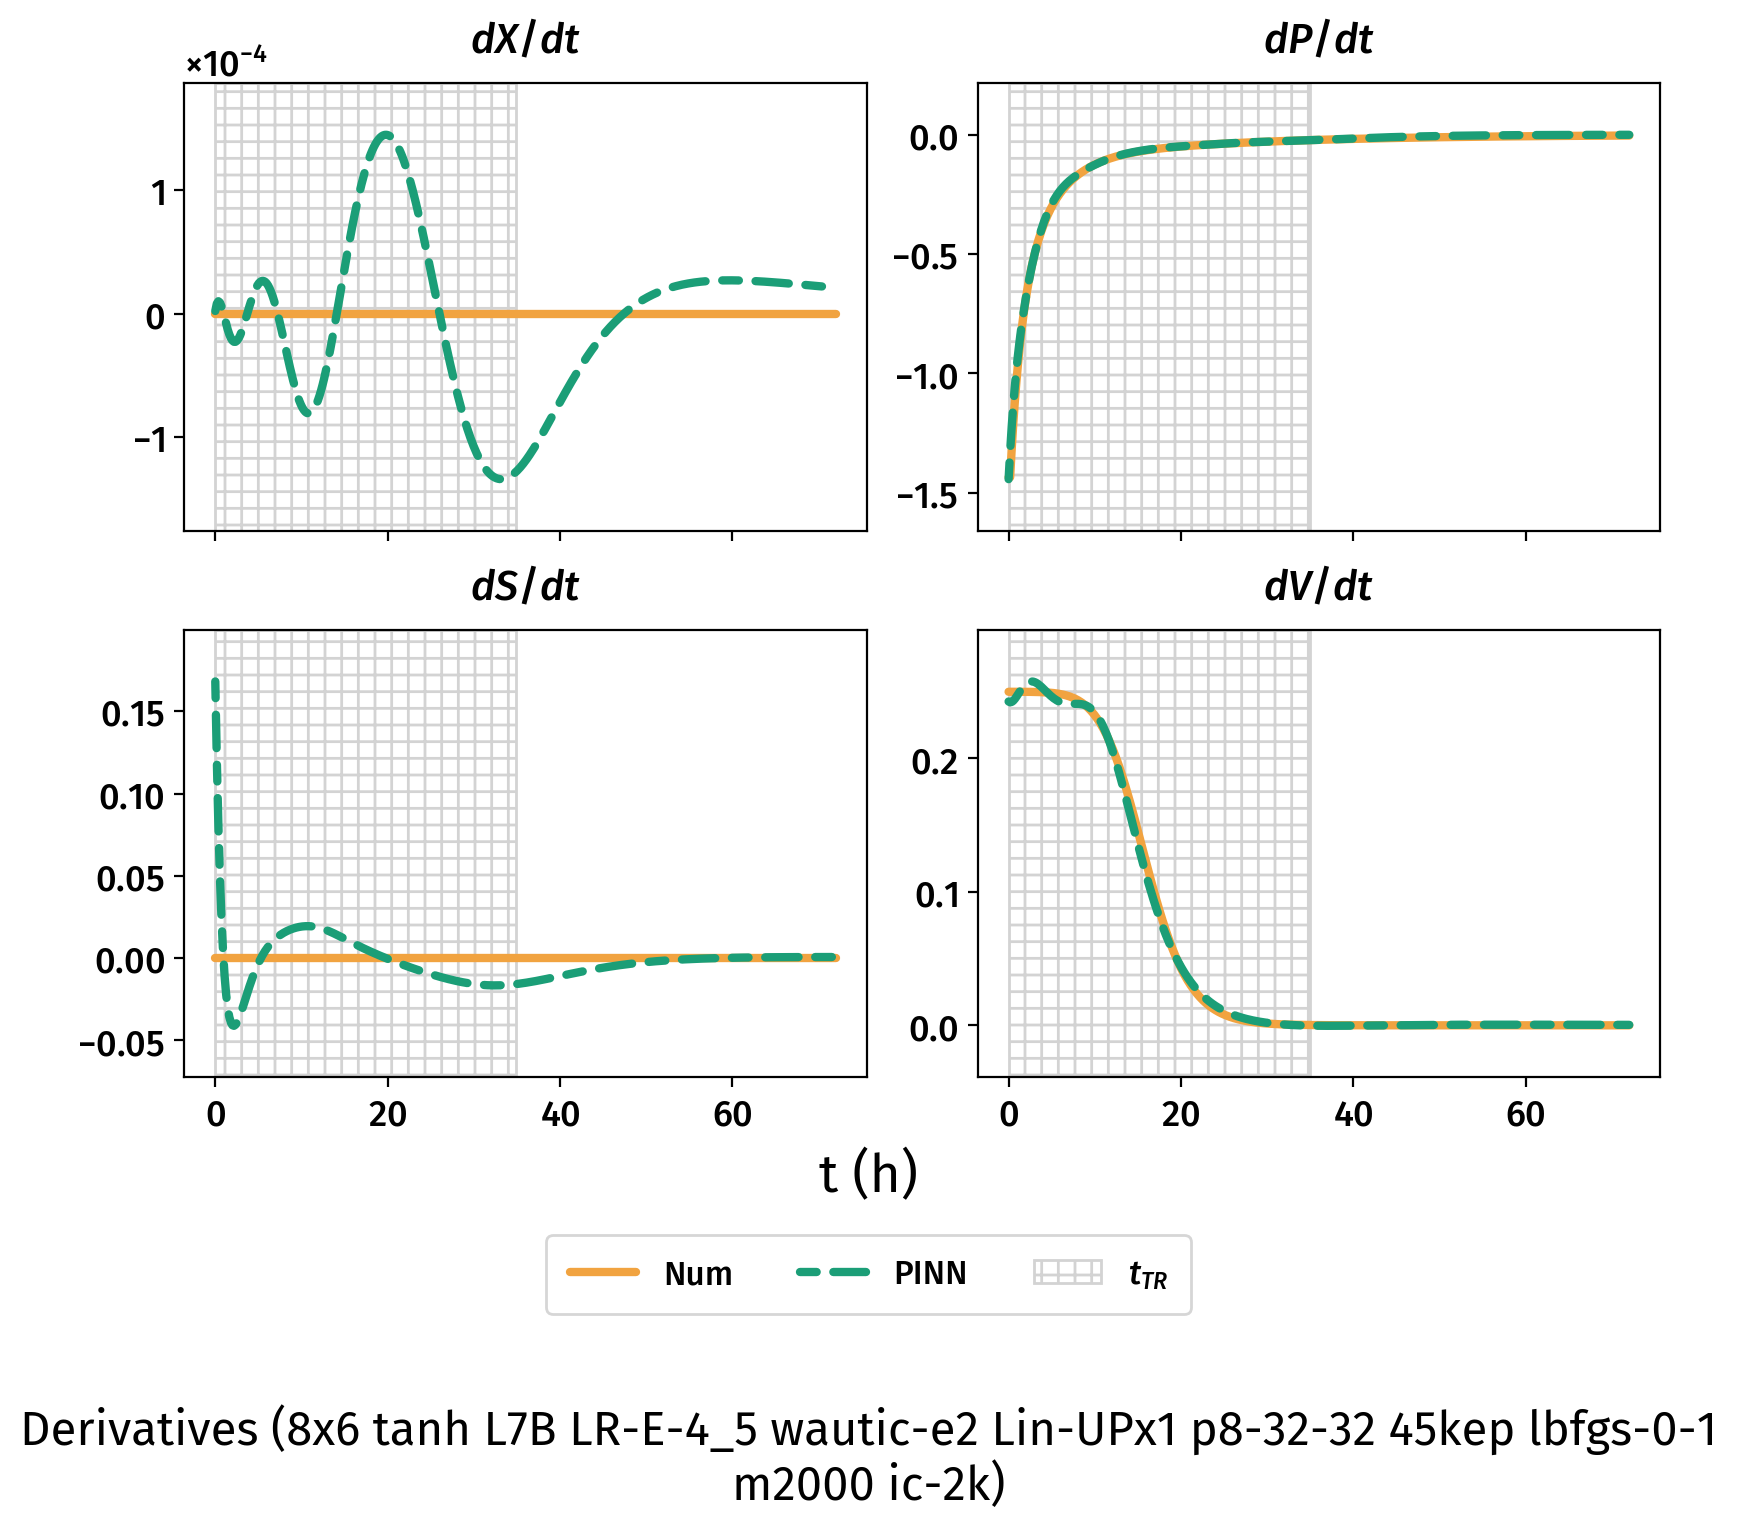 dX/dt
×10⁻⁴
1
0
−1
dP/dt
0.0
−0.5
−1.0
−1.5
dS/dt
0.15
0.10
0.05
0.00
−0.05
0 20 40 60
dV/dt
0.2
0.1
0.0
0 20 40 60
t (h)
Num PINN t_TR
Derivatives (8x6 tanh L7B LR-E-4_5 wautic-e2 Lin-UPx1 p8-32-32 45kep lbfgs-0-1
m2000 ic-2k)